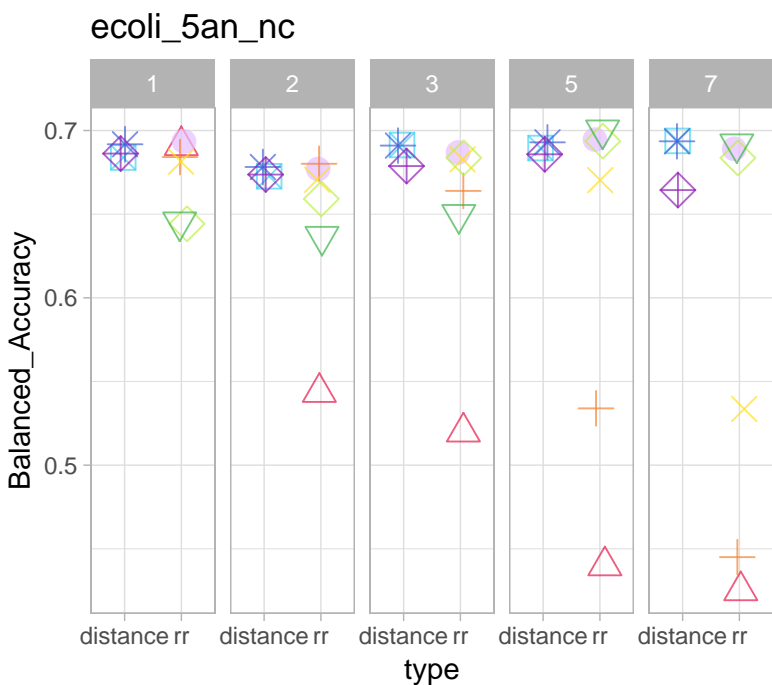 ecoli_5an_nc
1 2 3 5 7
0.7
0.6
0.5
Balanced_Accuracy
distance rr distance rr distance rr distance rr distance rr
type